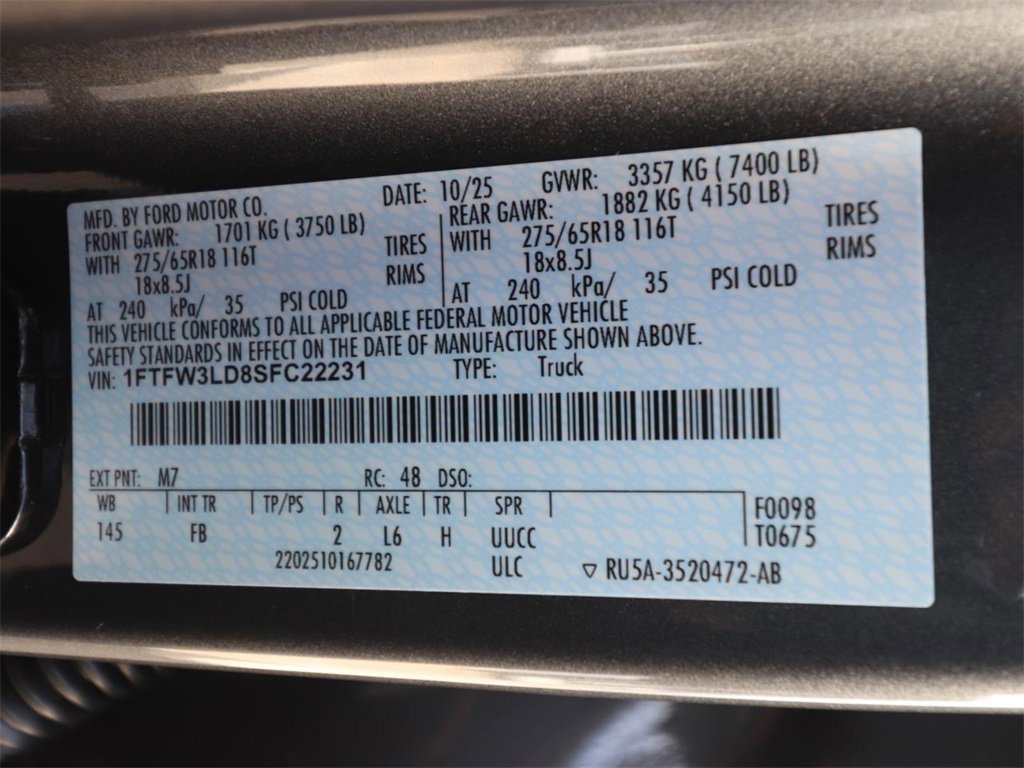 MFD. BY FORD MOTOR CO. DATE: 10/25 GVWR: 3357 KG ( 7400 LB)
FRONT GAWR: 1701 KG ( 3750 LB) REAR GAWR: 1882 KG ( 4150 LB)
WITH 275/65R18 116T TIRES WITH 275/65R18 116T TIRES
18x8.5J RIMS 18x8.5J RIMS
AT 240 kPa/ 35 PSI COLD AT 240 kPa/ 35 PSI COLD
THIS VEHICLE CONFORMS TO ALL APPLICABLE FEDERAL MOTOR VEHICLE
SAFETY STANDARDS IN EFFECT ON THE DATE OF MANUFACTURE SHOWN ABOVE.
VIN: 1FTFW3LD8SFC22231 TYPE: Truck
EXT PNT: M7 RC: 48 DSO:
WB INT TR TP/PS R AXLE TR SPR F0098
145 FB 2 L6 H UUCC T0675
2202510167782 ULC ▽ RU5A-3520472-AB